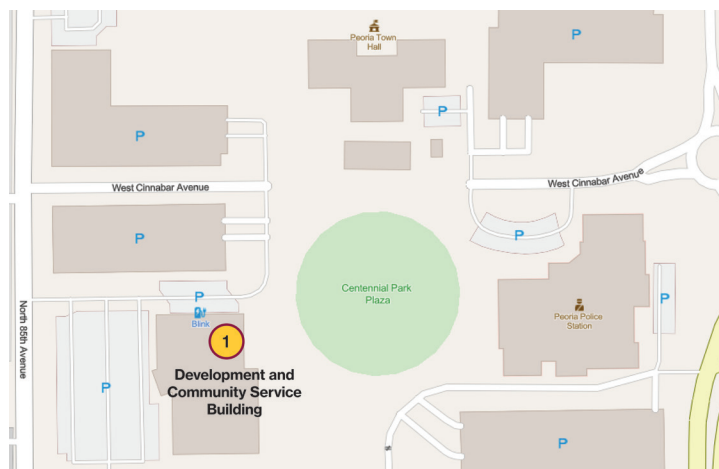 Peoria Town
Hall
P
P
P
West Cinnabar Avenue
West Cinnabar Avenue
P
P
Centennial Park
Plaza
North 85th Avenue
P
Blink
1
Peoria Police
Station
P
Development and
Community Service
Building
P
P